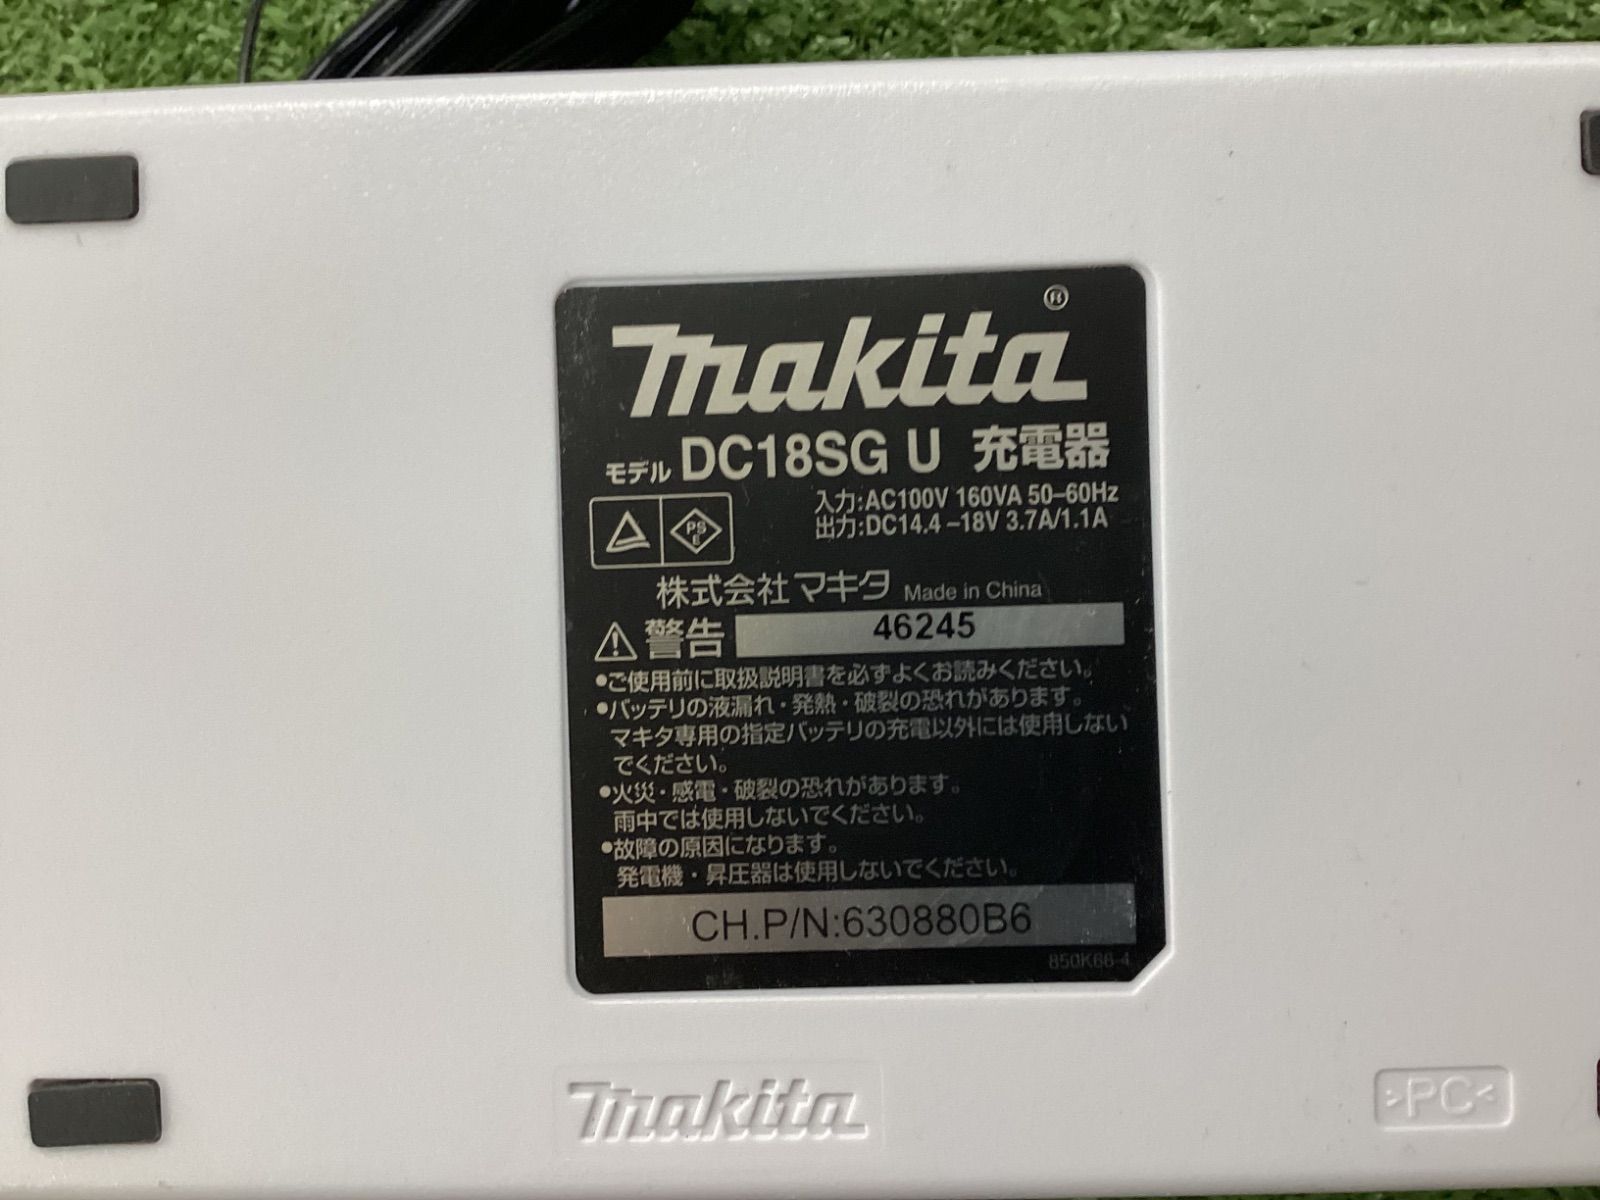 makita®
モデル DC18SG U 充電器
入力:AC100V 160VA 50–60Hz
出力:DC14.4 –18V 3.7A/1.1A
PS
E
株式会社マキタ Made in China
警告 46245
•ご使用前に取扱説明書を必ずよくお読みください。
•バッテリの液漏れ・発熱・破裂の恐れがあります。
マキタ専用の指定バッテリの充電以外には使用しない
でください。
•火災・感電・破裂の恐れがあります。
雨中では使用しないでください。
•故障の原因になります。
発電機・昇圧器は使用しないでください。
CH.P/N:630880B6
850K66-4
makita
>PC<